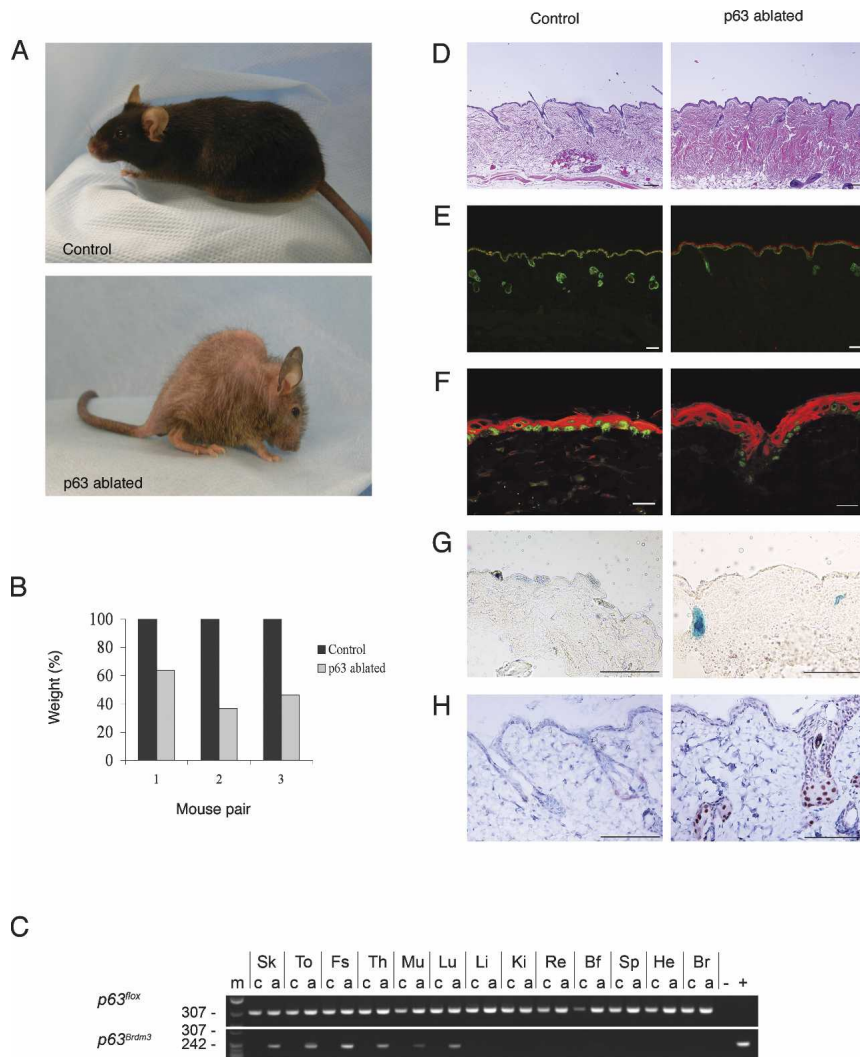 Control p63 ablated
A
Control
p63 ablated
B
100
80
60
40
20
0
Weight (%)
Control
p63 ablated
1 2 3
Mouse pair
D
E
F
G
H
C
Sk To Fs Th Mu Lu Li Ki Re Bf Sp He Br
m c a c a c a c a c a c a c a c a c a c a c a c a c a - +
p63flox
307 -
307 -
p63Brdm3
242 -